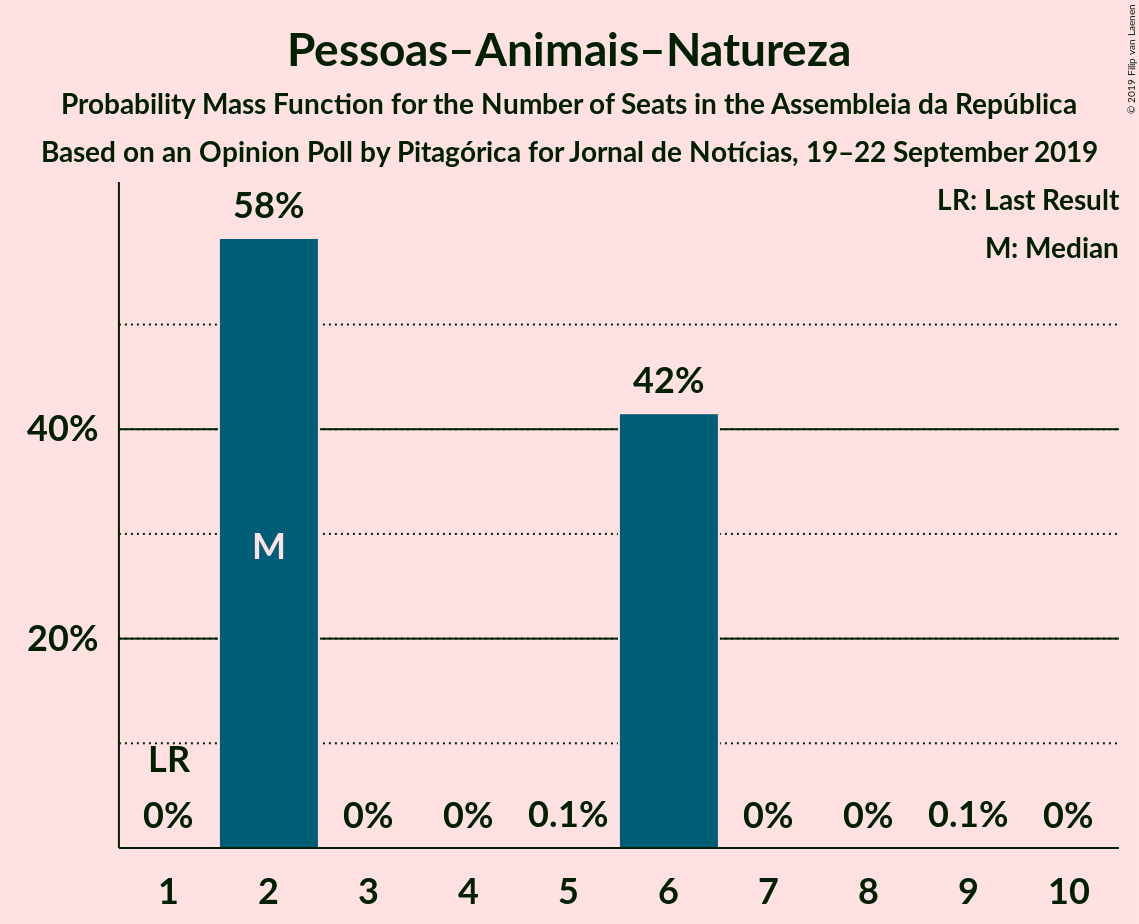 Pessoas–Animais–Natureza
Probability Mass Function for the Number of Seats in the Assembleia da República
Based on an Opinion Poll by Pitagórica for Jornal de Notícias, 19–22 September 2019
© 2019 Filip van Laenen
LR: Last Result
M: Median
58%
42%
40%
M
20%
LR
0% 0% 0% 0.1% 0% 0% 0.1% 0%
1 2 3 4 5 6 7 8 9 10